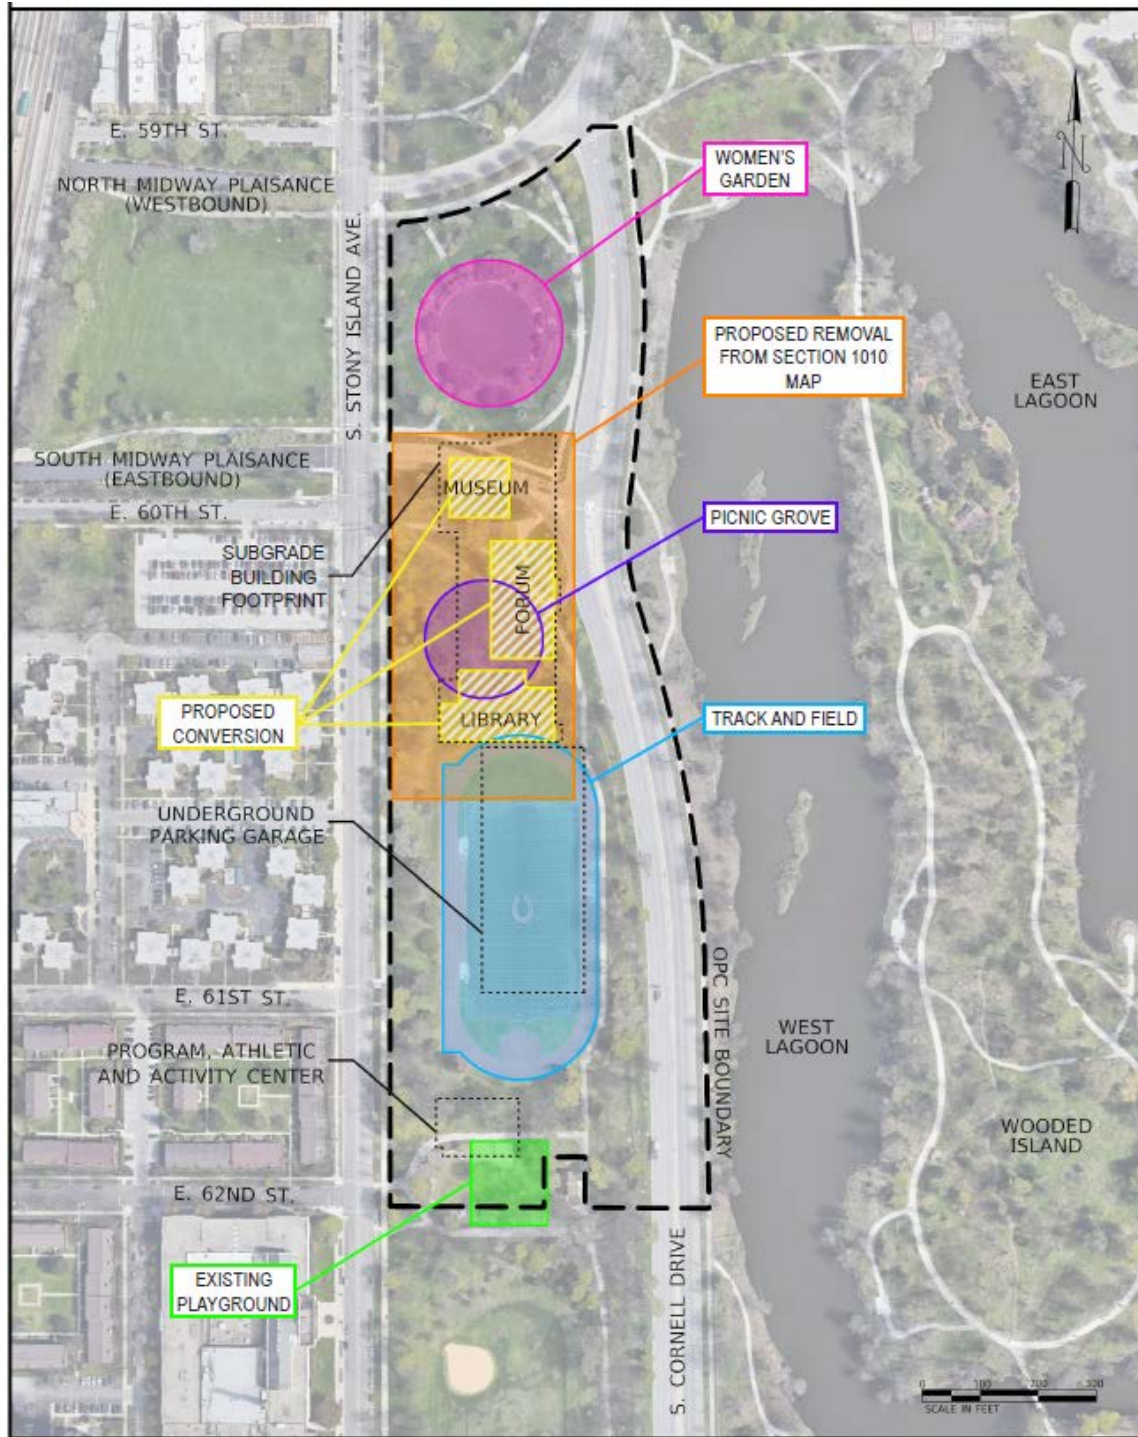 E. 59TH ST.
NORTH MIDWAY PLAISANCE
(WESTBOUND)
S. STONY ISLAND AVE.
WOMEN'S
GARDEN
N
PROPOSED REMOVAL
FROM SECTION 1010
MAP
EAST
LAGOON
SOUTH MIDWAY PLAISANCE
(EASTBOUND)
E. 60TH ST.
MUSEUM
PICNIC GROVE
SUBGRADE
BUILDING
FOOTPRINT
FORUM
PROPOSED
CONVERSION
LIBRARY
TRACK AND FIELD
UNDERGROUND
PARKING GARAGE
C
E. 61ST ST.
OPC SITE BOUNDARY
WEST
LAGOON
PROGRAM, ATHLETIC
AND ACTIVITY CENTER
WOODED
ISLAND
E. 62ND ST.
EXISTING
PLAYGROUND
S. CORNELL DRIVE
0 100 200 300
SCALE IN FEET